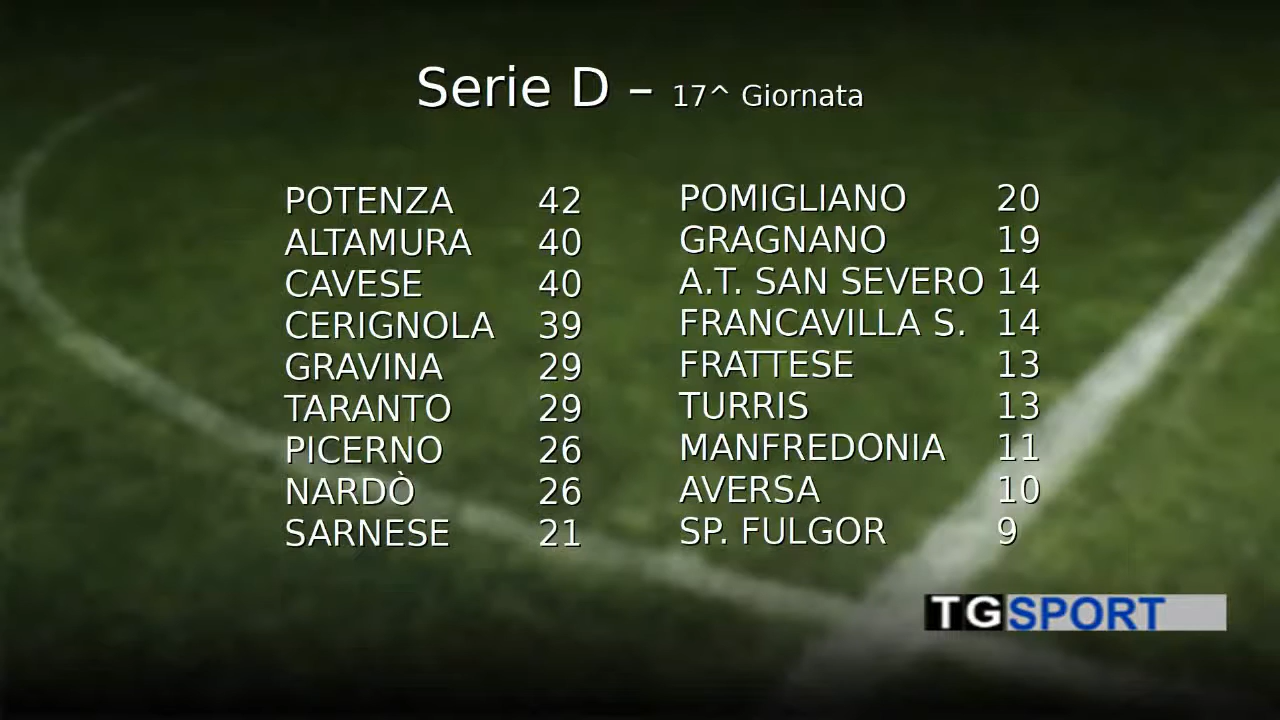 Serie D – 17^ Giornata
POTENZA 42
ALTAMURA 40
CAVESE 40
CERIGNOLA 39
GRAVINA 29
TARANTO 29
PICERNO 26
NARDÒ 26
SARNESE 21
POMIGLIANO 20
GRAGNANO 19
A.T. SAN SEVERO 14
FRANCAVILLA S. 14
FRATTESE 13
TURRIS 13
MANFREDONIA 11
AVERSA 10
SP. FULGOR 9
TGSPORT